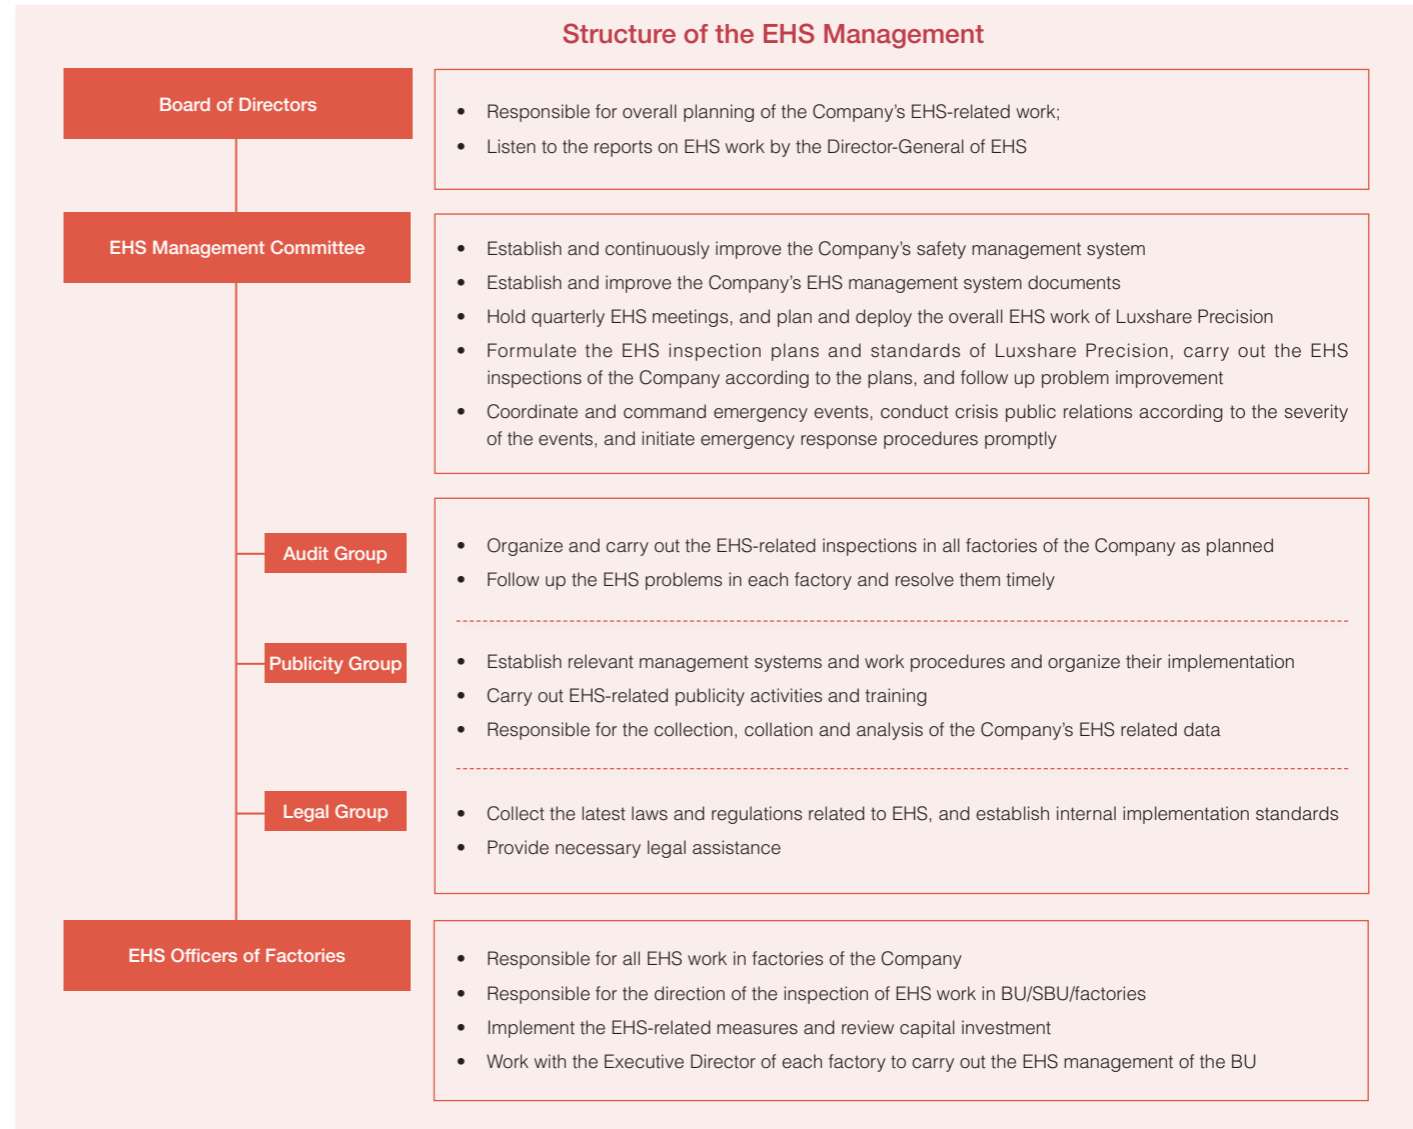 Structure of the EHS Management
Board of Directors
• Responsible for overall planning of the Company's EHS-related work;
• Listen to the reports on EHS work by the Director-General of EHS
EHS Management Committee
• Establish and continuously improve the Company's safety management system
• Establish and improve the Company's EHS management system documents
• Hold quarterly EHS meetings, and plan and deploy the overall EHS work of Luxshare Precision
• Formulate the EHS inspection plans and standards of Luxshare Precision, carry out the EHS
inspections of the Company according to the plans, and follow up problem improvement
• Coordinate and command emergency events, conduct crisis public relations according to the severity
of the events, and initiate emergency response procedures promptly
Audit Group
• Organize and carry out the EHS-related inspections in all factories of the Company as planned
• Follow up the EHS problems in each factory and resolve them timely
Publicity Group
• Establish relevant management systems and work procedures and organize their implementation
• Carry out EHS-related publicity activities and training
• Responsible for the collection, collation and analysis of the Company's EHS related data
Legal Group
• Collect the latest laws and regulations related to EHS, and establish internal implementation standards
• Provide necessary legal assistance
EHS Officers of Factories
• Responsible for all EHS work in factories of the Company
• Responsible for the direction of the inspection of EHS work in BU/SBU/factories
• Implement the EHS-related measures and review capital investment
• Work with the Executive Director of each factory to carry out the EHS management of the BU